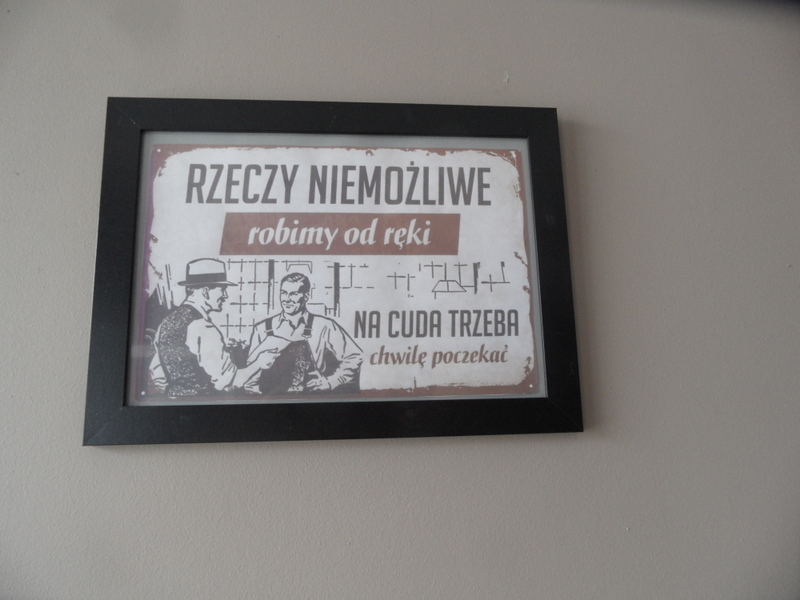 RZECZY NIEMOŻLIWE
robimy od ręki
NA CUDA TRZEBA
chwilę poczekać